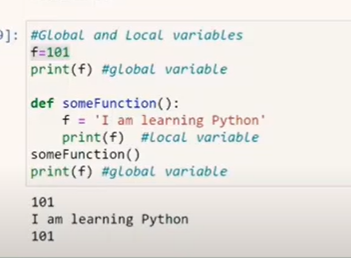 9]: #Global and Local variables
f=101
print(f) #global variable
def someFunction():
f = 'I am learning Python'
print(f) #local variable
someFunction()
print(f) #global variable
101
I am learning Python
101